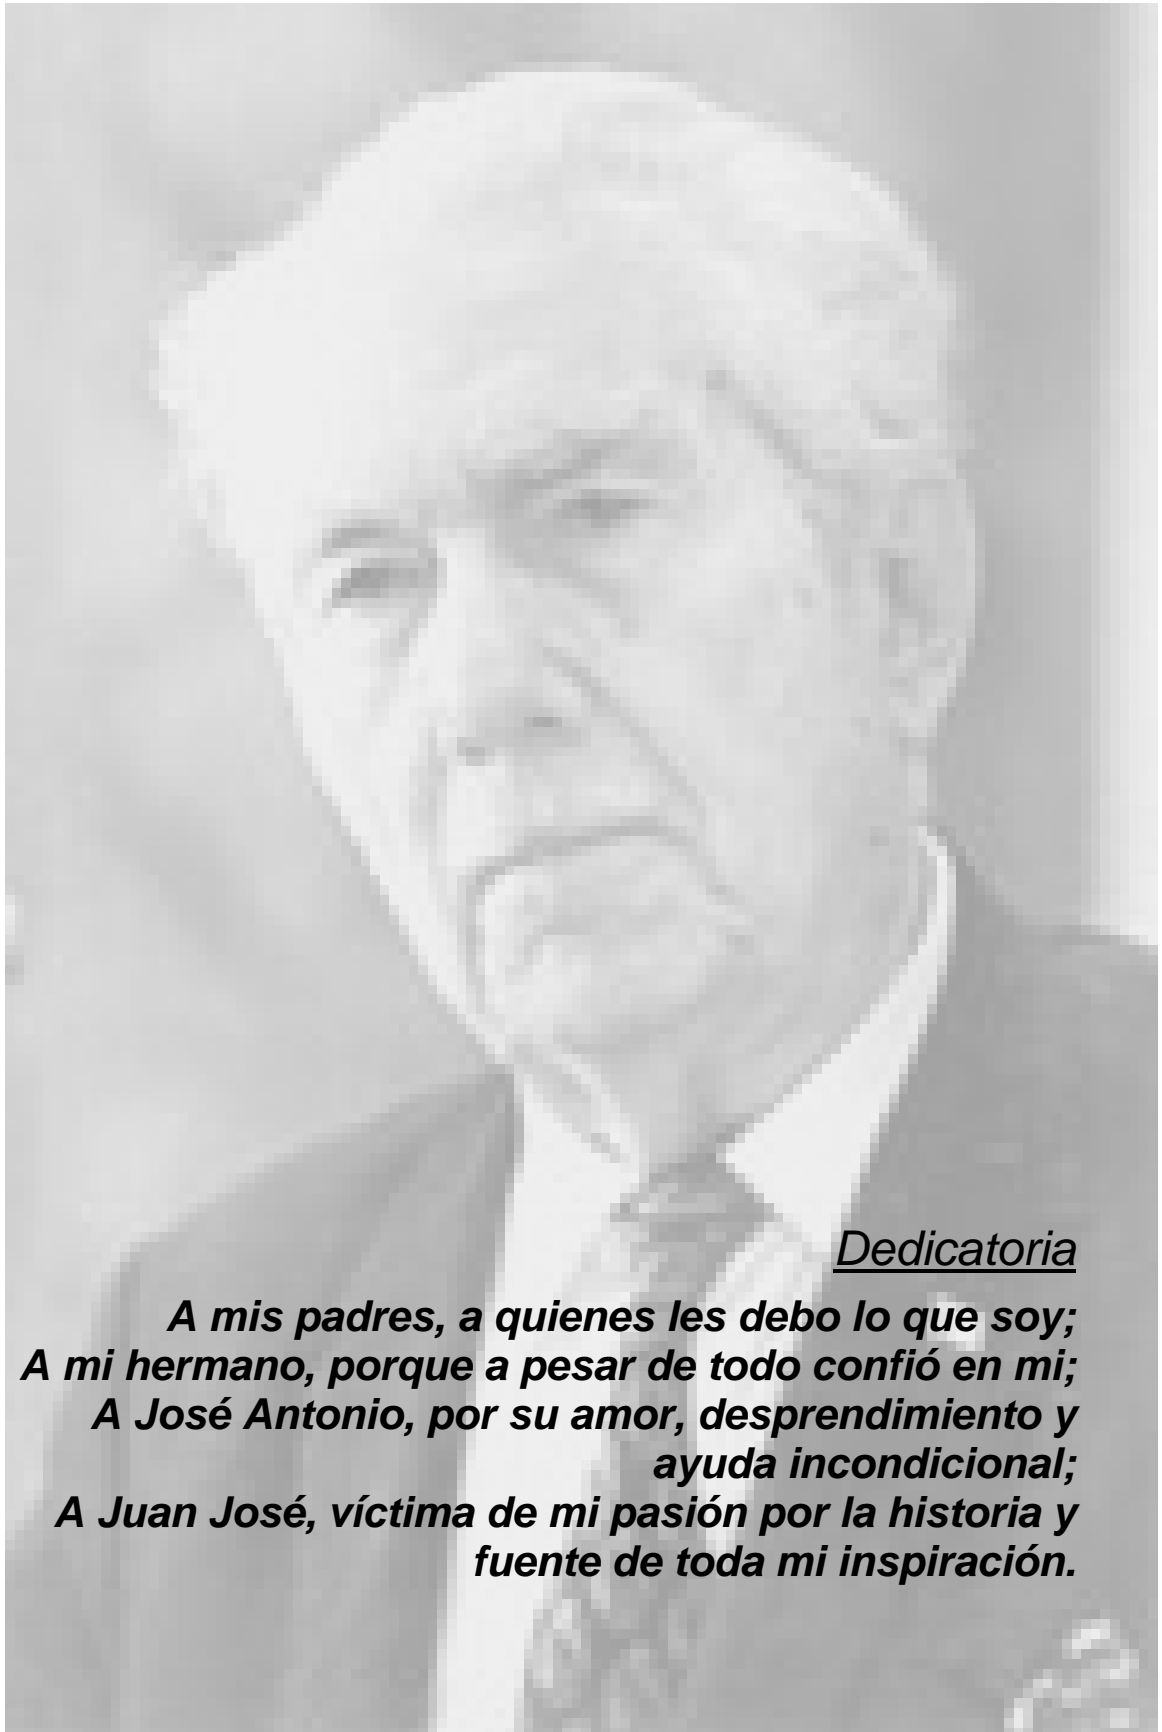 Dedicatoria
A mis padres, a quienes les debo lo que soy;
A mi hermano, porque a pesar de todo confió en mi;
A José Antonio, por su amor, desprendimiento y
ayuda incondicional;
A Juan José, víctima de mi pasión por la historia y
fuente de toda mi inspiración.